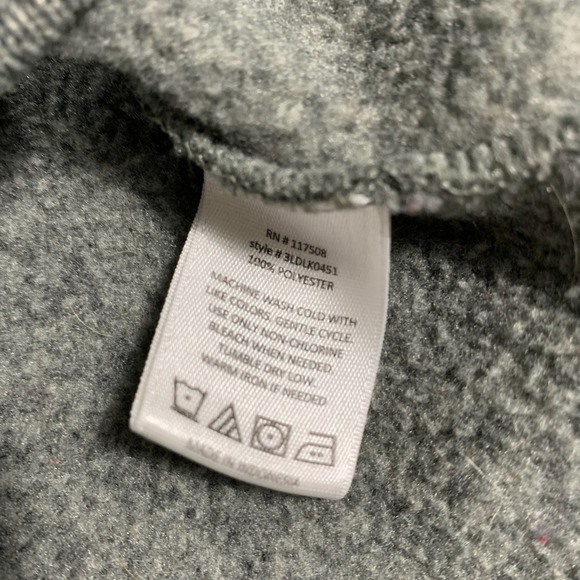 RN # 117508
style # 3LDLK0451
100% POLYESTER
MACHINE WASH COLD WITH
LIKE COLORS, GENTLE CYCLE.
USE ONLY NON-CHLORINE
BLEACH WHEN NEEDED.
TUMBLE DRY LOW.
WARM IRON IF NEEDED.
MADE IN INDONESIA